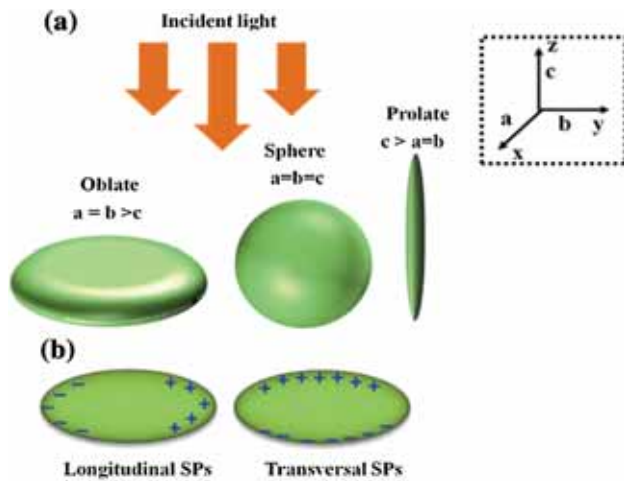 (a)
Incident light
z
c
a
b
y
x
Prolate
c > a=b
Sphere
a=b=c
Oblate
a = b >c
(b)
Longitudinal SPs
Transversal SPs